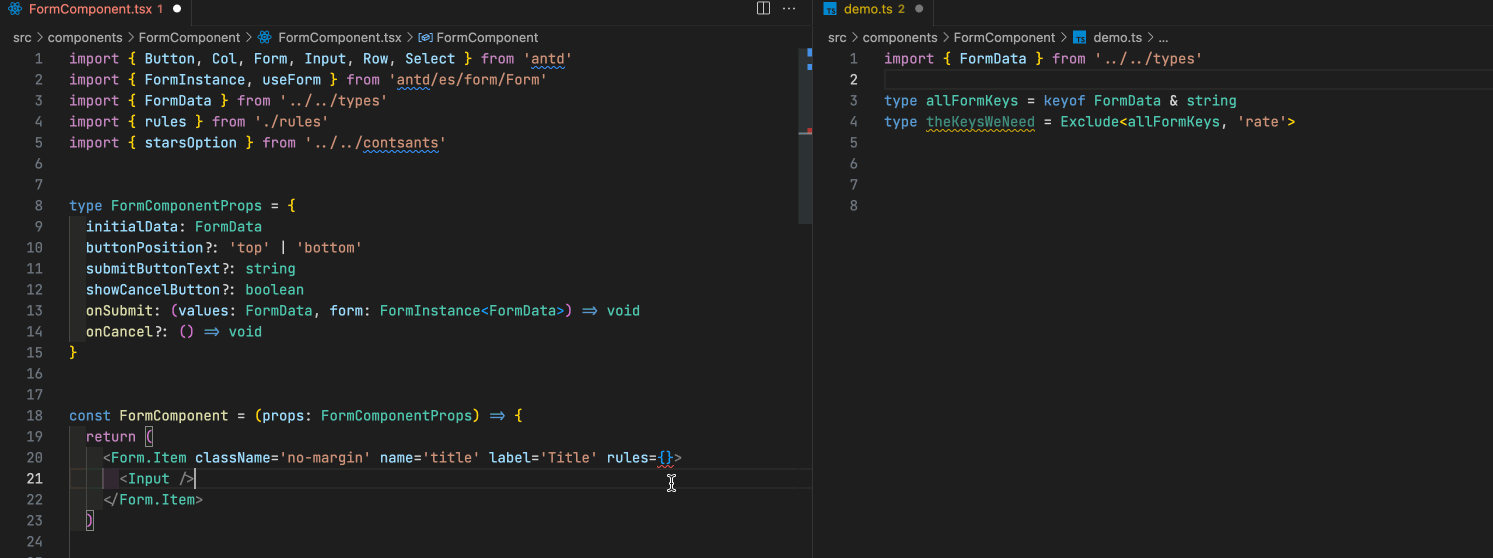 FormComponent.tsx 1
src > components > FormComponent > FormComponent.tsx > FormComponent
1 import { Button, Col, Form, Input, Row, Select } from 'antd'
2 import { FormInstance, useForm } from 'antd/es/form/Form'
3 import { FormData } from '../../types'
4 import { rules } from './rules'
5 import { starsOption } from '../../contsants'
6
7
8 type FormComponentProps = {
9 initialData: FormData
10 buttonPosition?: 'top' | 'bottom'
11 submitButtonText?: string
12 showCancelButton?: boolean
13 onSubmit: (values: FormData, form: FormInstance<FormData>) => void
14 onCancel?: () => void
15 }
16
17
18 const FormComponent = (props: FormComponentProps) => {
19 return (
20 <Form.Item className='no-margin' name='title' label='Title' rules={}>
21 <Input />
22 </Form.Item>
23 )
24
TS demo.ts 2
src > components > FormComponent > TS demo.ts > ...
1 import { FormData } from '../../types'
2
3 type allFormKeys = keyof FormData & string
4 type theKeysWeNeed = Exclude<allFormKeys, 'rate'>
5
6
7
8